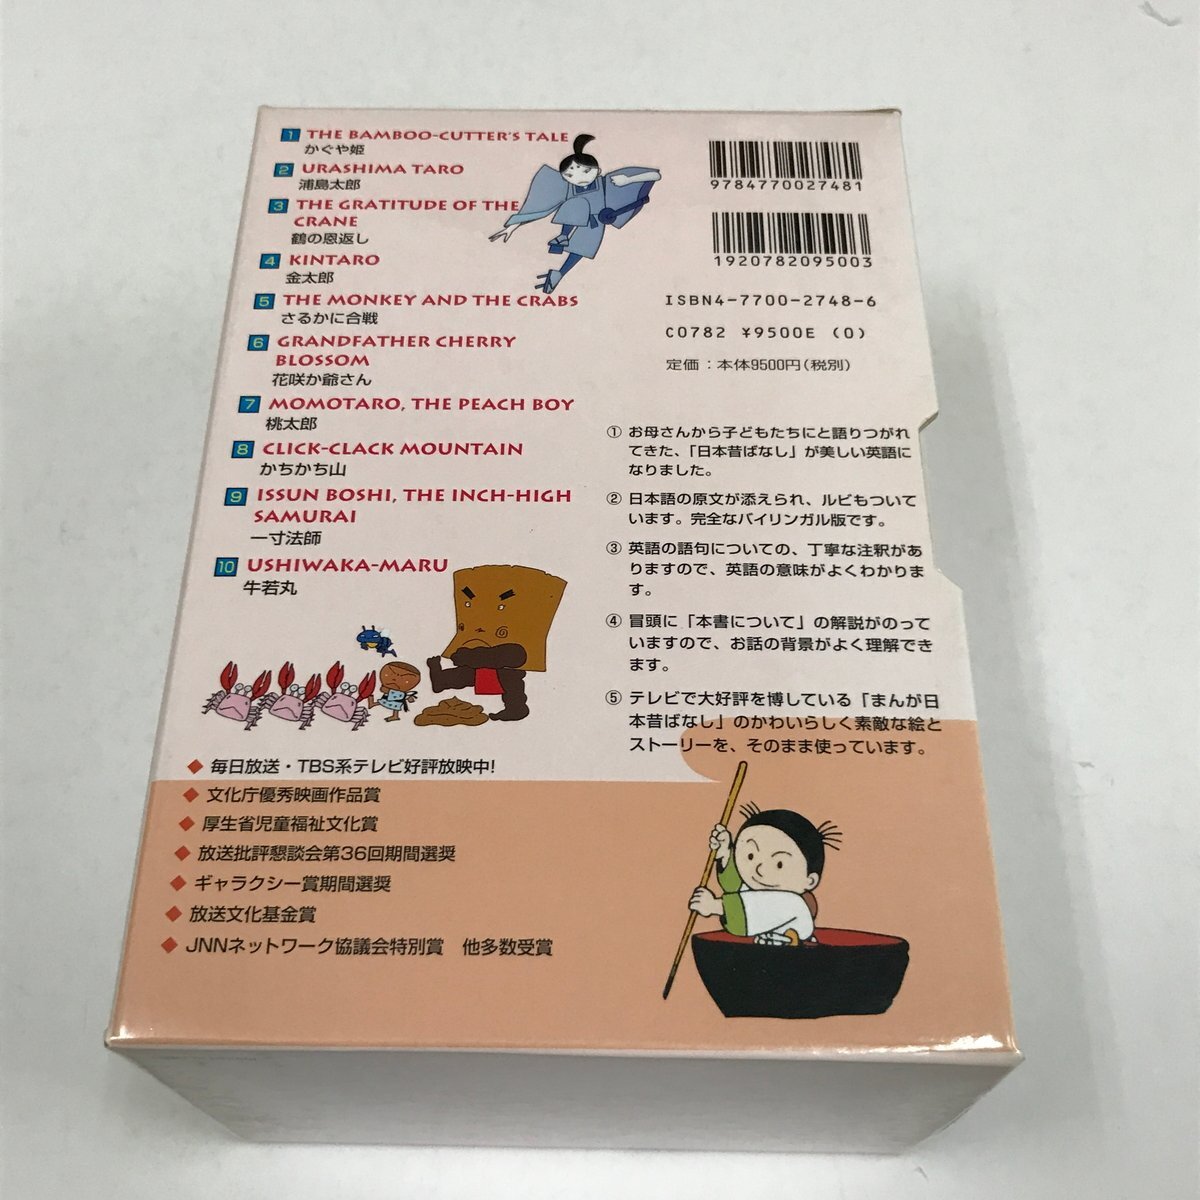 1 THE BAMBOO-CUTTER'S TALE
かぐや姫
2 URASHIMA TARO
浦島太郎
3 THE GRATITUDE OF THE
CRANE
鶴の恩返し
4 KINTARO
金太郎
5 THE MONKEY AND THE CRABS
さるかに合戦
6 GRANDFATHER CHERRY
BLOSSOM
花咲か爺さん
7 MOMOTARO, THE PEACH BOY
桃太郎
8 CLICK-CLACK MOUNTAIN
かちかち山
9 ISSUN BOSHI, THE INCH-HIGH
SAMURAI
一寸法師
10 USHIWAKA-MARU
牛若丸
9784770027481
1920782095003
ISBN4-7700-2748-6
C0782 ¥9500E (0)
定価：本体9500円(税別)
① お母さんから子どもたちにと語りつがれ
てきた、「日本昔ばなし」が美しい英語に
なりました。
② 日本語の原文が添えられ、ルビもついて
います。完全なバイリンガル版です。
③ 英語の語句についての、丁寧な注釈があ
りますので、英語の意味がよくわかりま
す。
④ 冒頭に「本書について」の解説がのって
いますので、お話の背景がよく理解でき
ます。
⑤ テレビで大好評を博している「まんが日
本昔ばなし」のかわいらしく素敵な絵と
ストーリーを、そのまま使っています。
◆ 毎日放送・TBS系テレビ好評放映中!
◆ 文化庁優秀映画作品賞
◆ 厚生省児童福祉文化賞
◆ 放送批評懇談会第36回期間選奨
◆ ギャラクシー賞期間選奨
◆ 放送文化基金賞
◆ JNNネットワーク協議会特別賞 他多数受賞